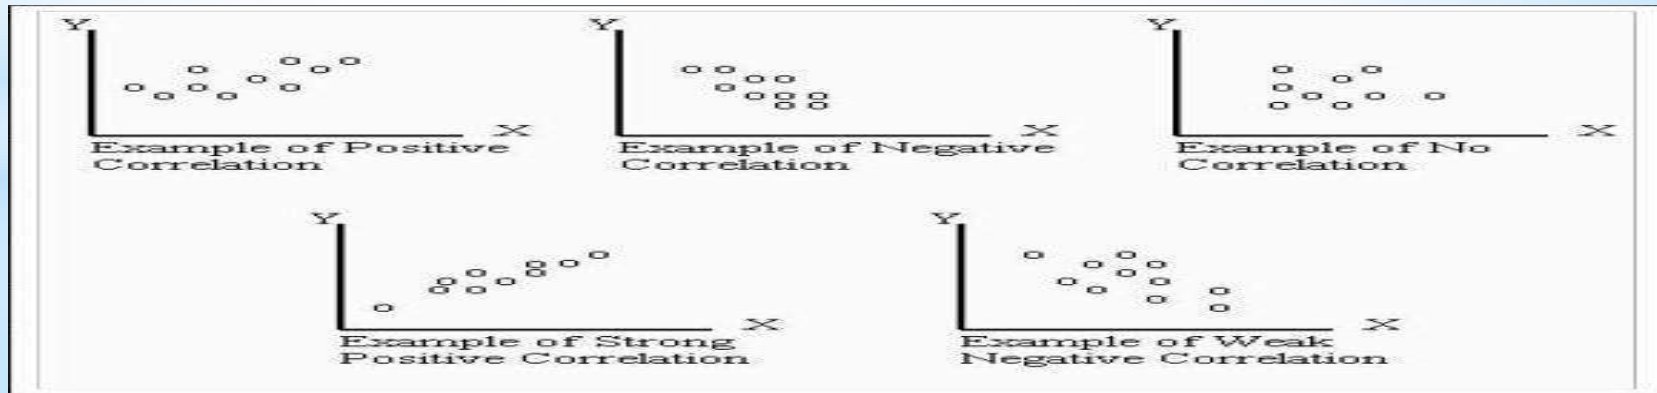 Y
X
Example of Positive
Correlation
Y
X
Example of Negative
Correlation
Y
X
Example of No
Correlation
Y
X
Example of Strong
Positive Correlation
Y
X
Example of Weak
Negative Correlation